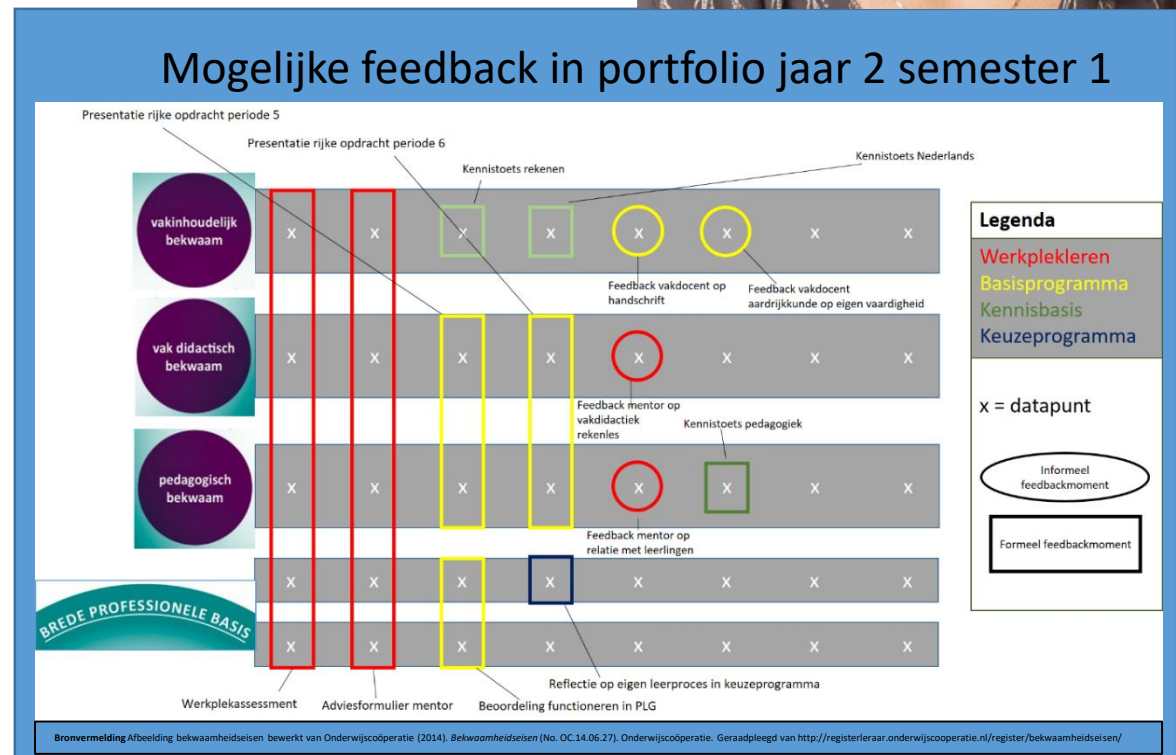 Mogelijke feedback in portfolio jaar 2 semester 1
Presentatie rijke opdracht periode 5
Presentatie rijke opdracht periode 6
Kennistoets rekenen
Kennistoets Nederlands
vakinhoudelijk
bekwaam
x x x x x x x x
Feedback vakdocent op
handschrift
Feedback vakdocent
aardrijkkunde op eigen vaardigheid
vak didactisch
bekwaam
x x x x x x x x
Feedback mentor op
vakdidactiek
rekenles
Kennistoets pedagogiek
pedagogisch
bekwaam
x x x x x x x x
Feedback mentor op
relatie met leerlingen
BREDE PROFESSIONELE BASIS
x x x x x x x x
x x x x x x x x
Reflectie op eigen leerproces in keuzeprogramma
Werkplekassessment
Adviesformulier mentor
Beoordeling functioneren in PLG
Legenda
Werkplekleren
Basisprogramma
Kennisbasis
Keuzeprogramma
x = datapunt
Informeel
feedbackmoment
Formeel feedbackmoment
Bronvermelding Afbeelding bekwaamheidseisen bewerkt van Onderwijscoöperatie (2014). Bekwaamheidseisen (No. OC.14.06.27). Onderwijscoöperatie. Geraadpleegd van http://registerleraar.onderwijscooperatie.nl/register/bekwaamheidseisen/